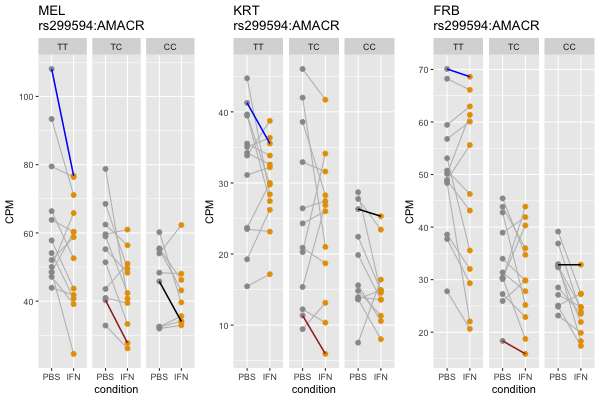 MEL
rs299594:AMACR
TT TC CC
CPM
100
80
60
40
PBS IFN PBS IFN PBS IFN
condition
KRT
rs299594:AMACR
TT TC CC
CPM
40
30
20
10
PBS IFN PBS IFN PBS IFN
condition
FRB
rs299594:AMACR
TT TC CC
CPM
70
60
50
40
30
20
PBS IFN PBS IFN PBS IFN
condition